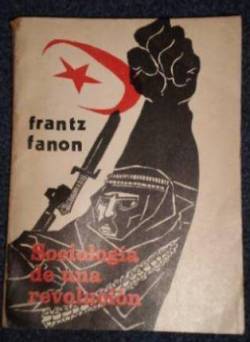 frantz
fanon
Sociología
de una
revolución